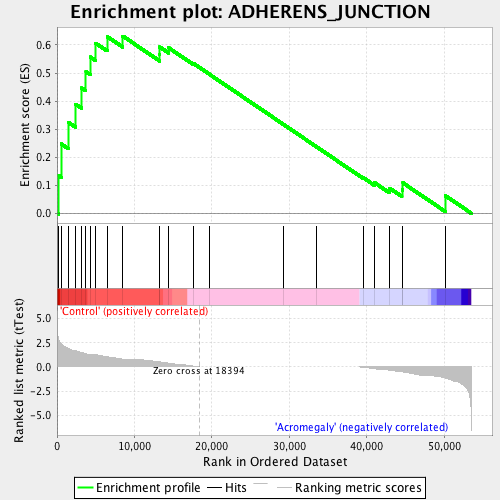 Enrichment plot: ADHERENS_JUNCTION
Enrichment score (ES)
0.6
0.5
0.4
0.3
0.2
0.1
0.0
'Control' (positively correlated)
Ranked list metric (tTest)
5.0
2.5
0.0
-2.5
-5.0
Zero cross at 18394
'Acromegaly' (negatively correlated)
0 10,000 20,000 30,000 40,000 50,000
Rank in Ordered Dataset
Enrichment profile Hits Ranking metric scores